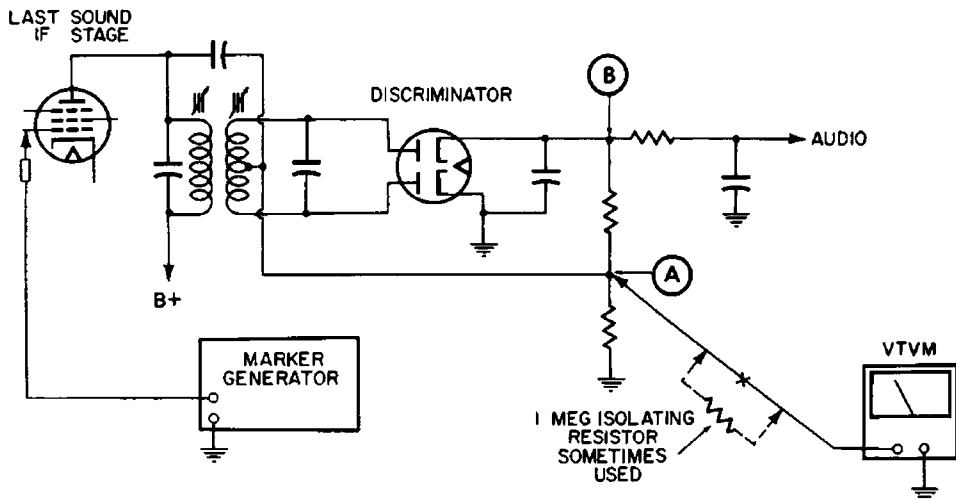 LAST SOUND
IF STAGE
DISCRIMINATOR
B
AUDIO
A
B+
MARKER
GENERATOR
VTVM
1 MEG ISOLATING
RESISTOR
SOMETIMES
USED